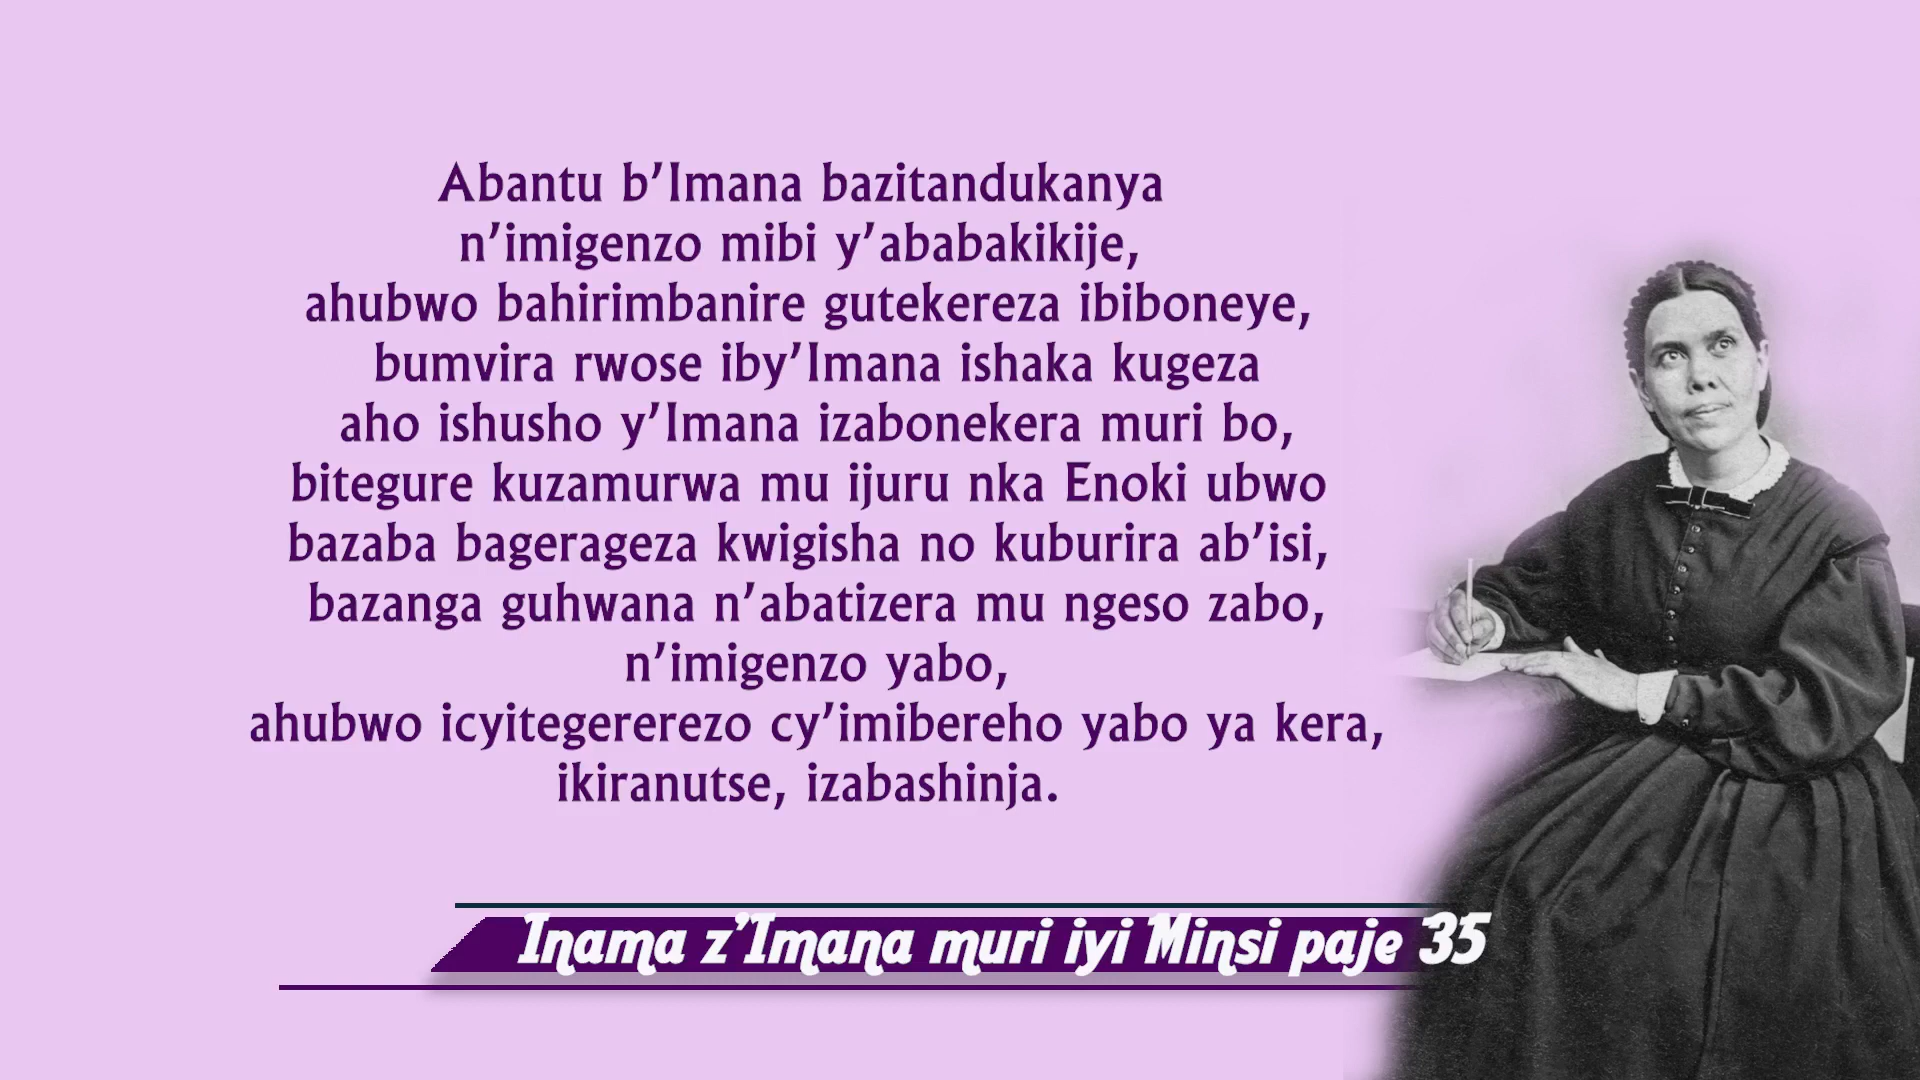 Abantu b’Imana bazitandukanya
n’imigenzo mibi y’ababakikije,
ahubwo bahirimbanire gutekereza ibiboneye,
bumvira rwose iby’Imana ishaka kugeza
aho ishusho y’Imana izabonekera muri bo,
bitegure kuzamurwa mu ijuru nka Enoki ubwo
bazaba bagerageza kwigisha no kuburira ab’isi,
bazanga guhwana n’abatizera mu ngeso zabo,
n’imigenzo yabo,
ahubwo icyitegererezo cy’imibereho yabo ya kera,
ikiranutse, izabashinja.
Inama z’Imana muri iyi Minsi paje 35